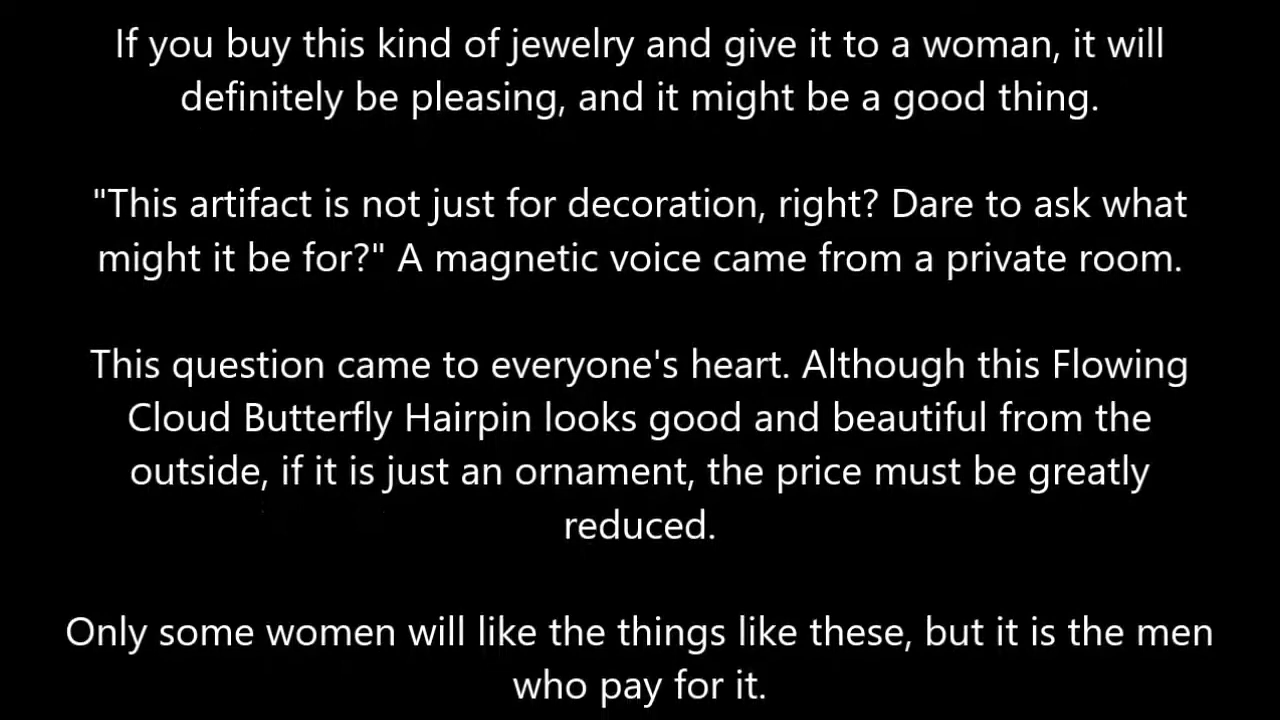 If you buy this kind of jewelry and give it to a woman, it will
definitely be pleasing, and it might be a good thing.
"This artifact is not just for decoration, right? Dare to ask what
might it be for?" A magnetic voice came from a private room.
This question came to everyone's heart. Although this Flowing
Cloud Butterfly Hairpin looks good and beautiful from the
outside, if it is just an ornament, the price must be greatly
reduced.
Only some women will like the things like these, but it is the men
who pay for it.